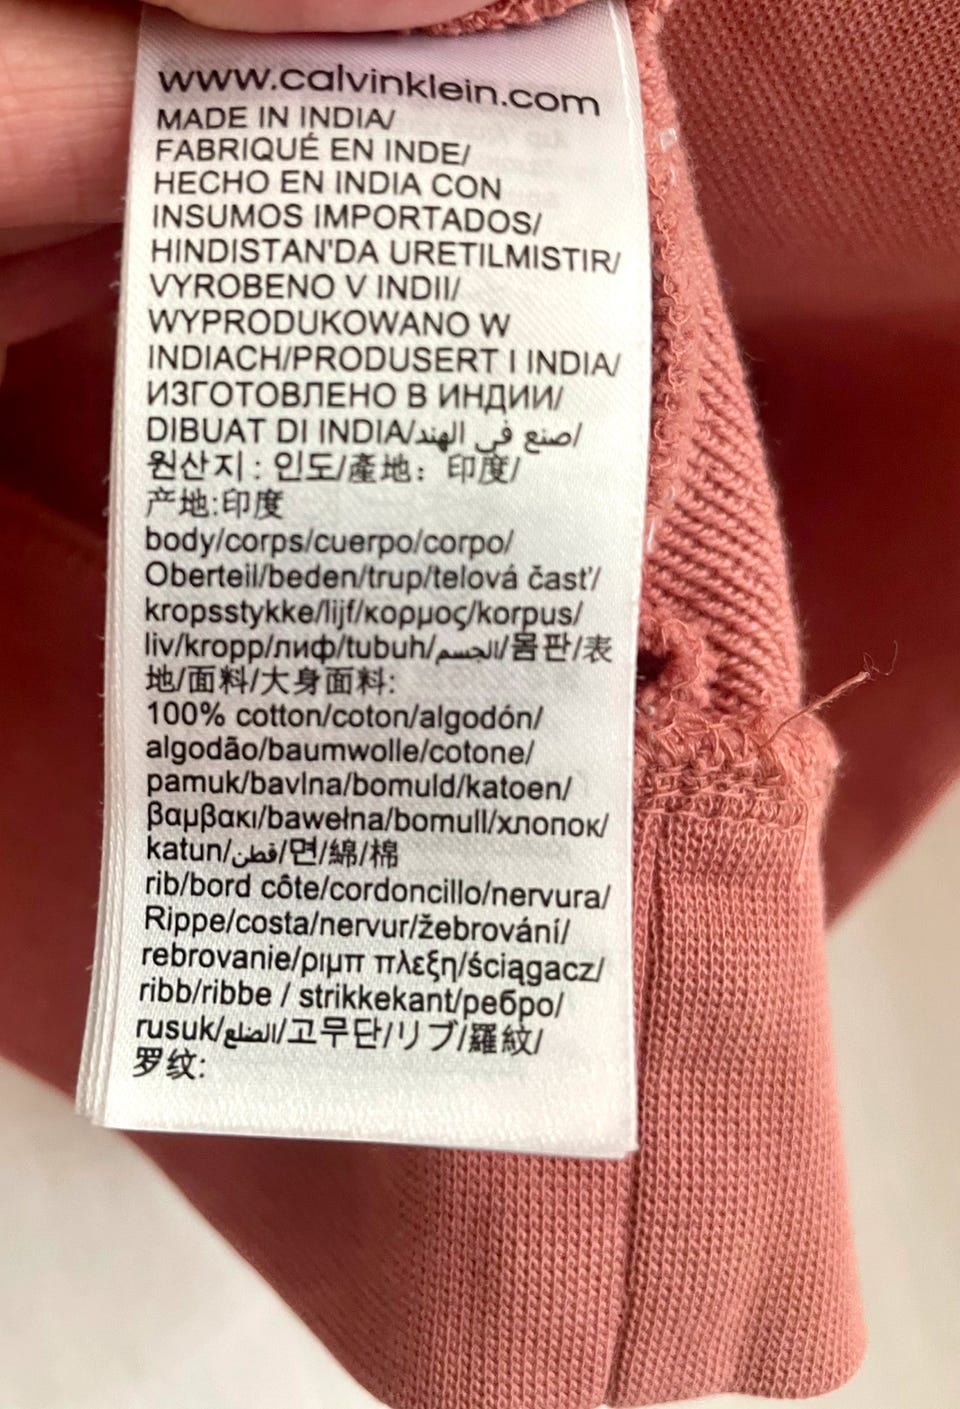 www.calvinklein.com
MADE IN INDIA/
FABRIQUÉ EN INDE/
HECHO EN INDIA CON
INSUMOS IMPORTADOS/
HINDISTAN'DA URETILMISTIR/
VYROBENO V INDII/
WYPRODUKOWANO W
INDIACH/PRODUSERT I INDIA/
ИЗГОТОВЛЕНО В ИНДИИ/
DIBUAT DI INDIA/صنع في الهند/
원산지 : 인도/產地： 印度/
产地:印度
body/corps/cuerpo/corpo/
Oberteil/beden/trup/telová čast'/
kropsstykke/lijf/κορμος/korpus/
liv/kropp/лиф/tubuh/الجسم/몸판/表
地/面料/大身面料:
100% cotton/coton/algodón/
algodão/baumwolle/cotone/
pamuk/bavlna/bomuld/katoen/
βαμβακι/bawełna/bomull/хлопок/
katun/قطن/면/綿/棉
rib/bord côte/cordoncillo/nervura/
Rippe/costa/nervur/žebrování/
rebrovanie/ριμπ πλεξη/ściągacz/
ribb/ribbe / strikkekant/ребро/
rusuk/الضلع/고무단/リブ/羅紋/
罗纹: